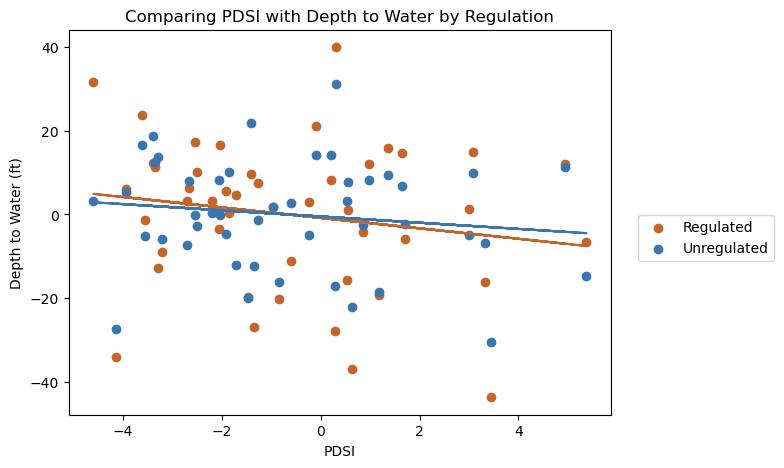 Comparing PDSI with Depth to Water by Regulation
Depth to Water (ft)
40
20
0
−20
−40
−4
−2
0
2
4
PDSI
Regulated
Unregulated